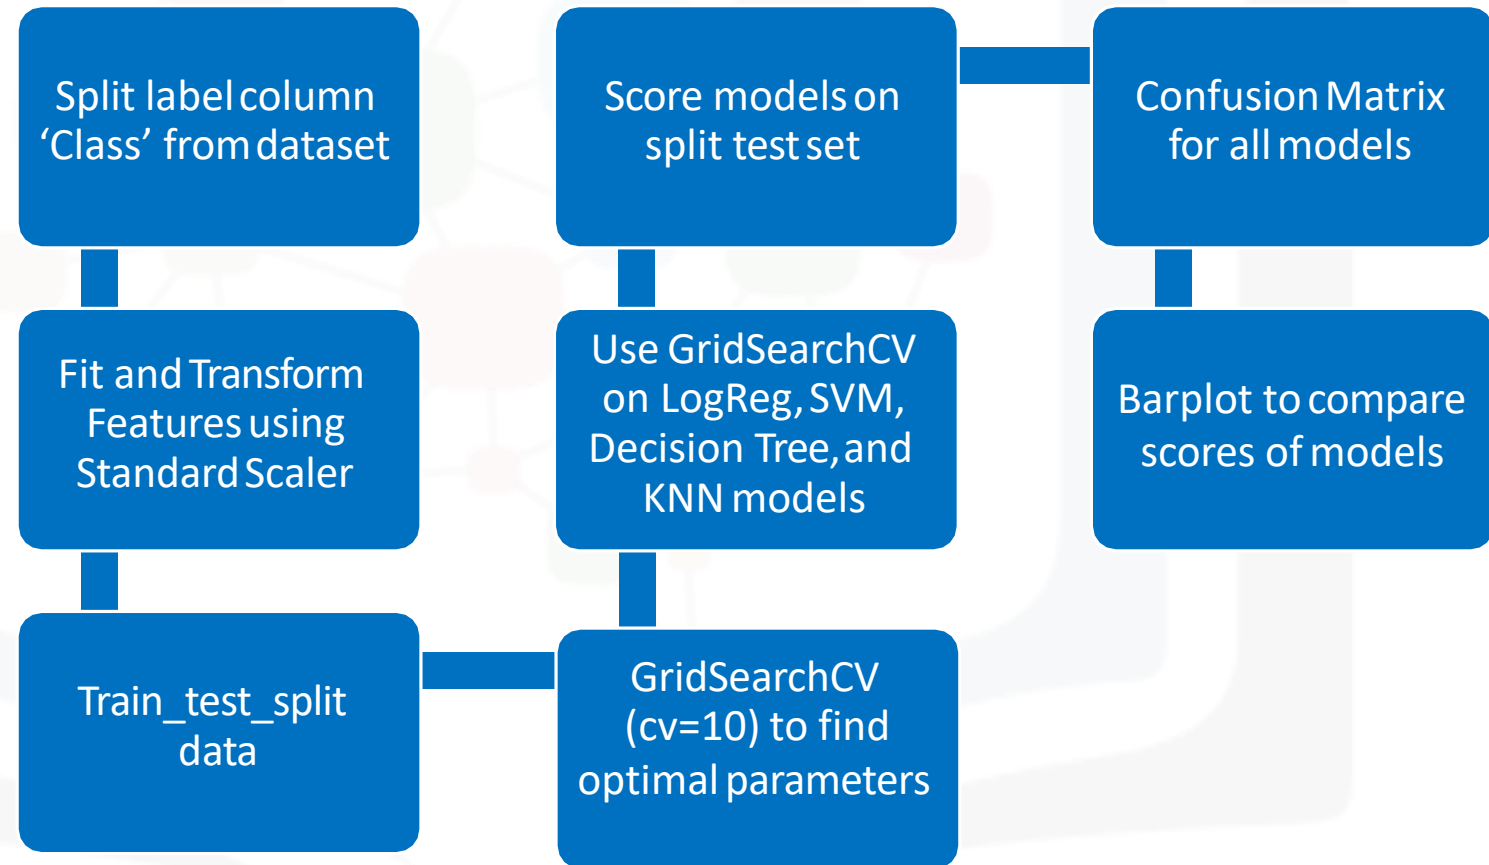 Split label column
‘Class’ from dataset
Fit and Transform
Features using
Standard Scaler
Train_test_split
data
GridSearchCV
(cv=10) to find
optimal parameters
Use GridSearchCV
on LogReg, SVM,
Decision Tree, and
KNN models
Score models on
split test set
Confusion Matrix
for all models
Barplot to compare
scores of models